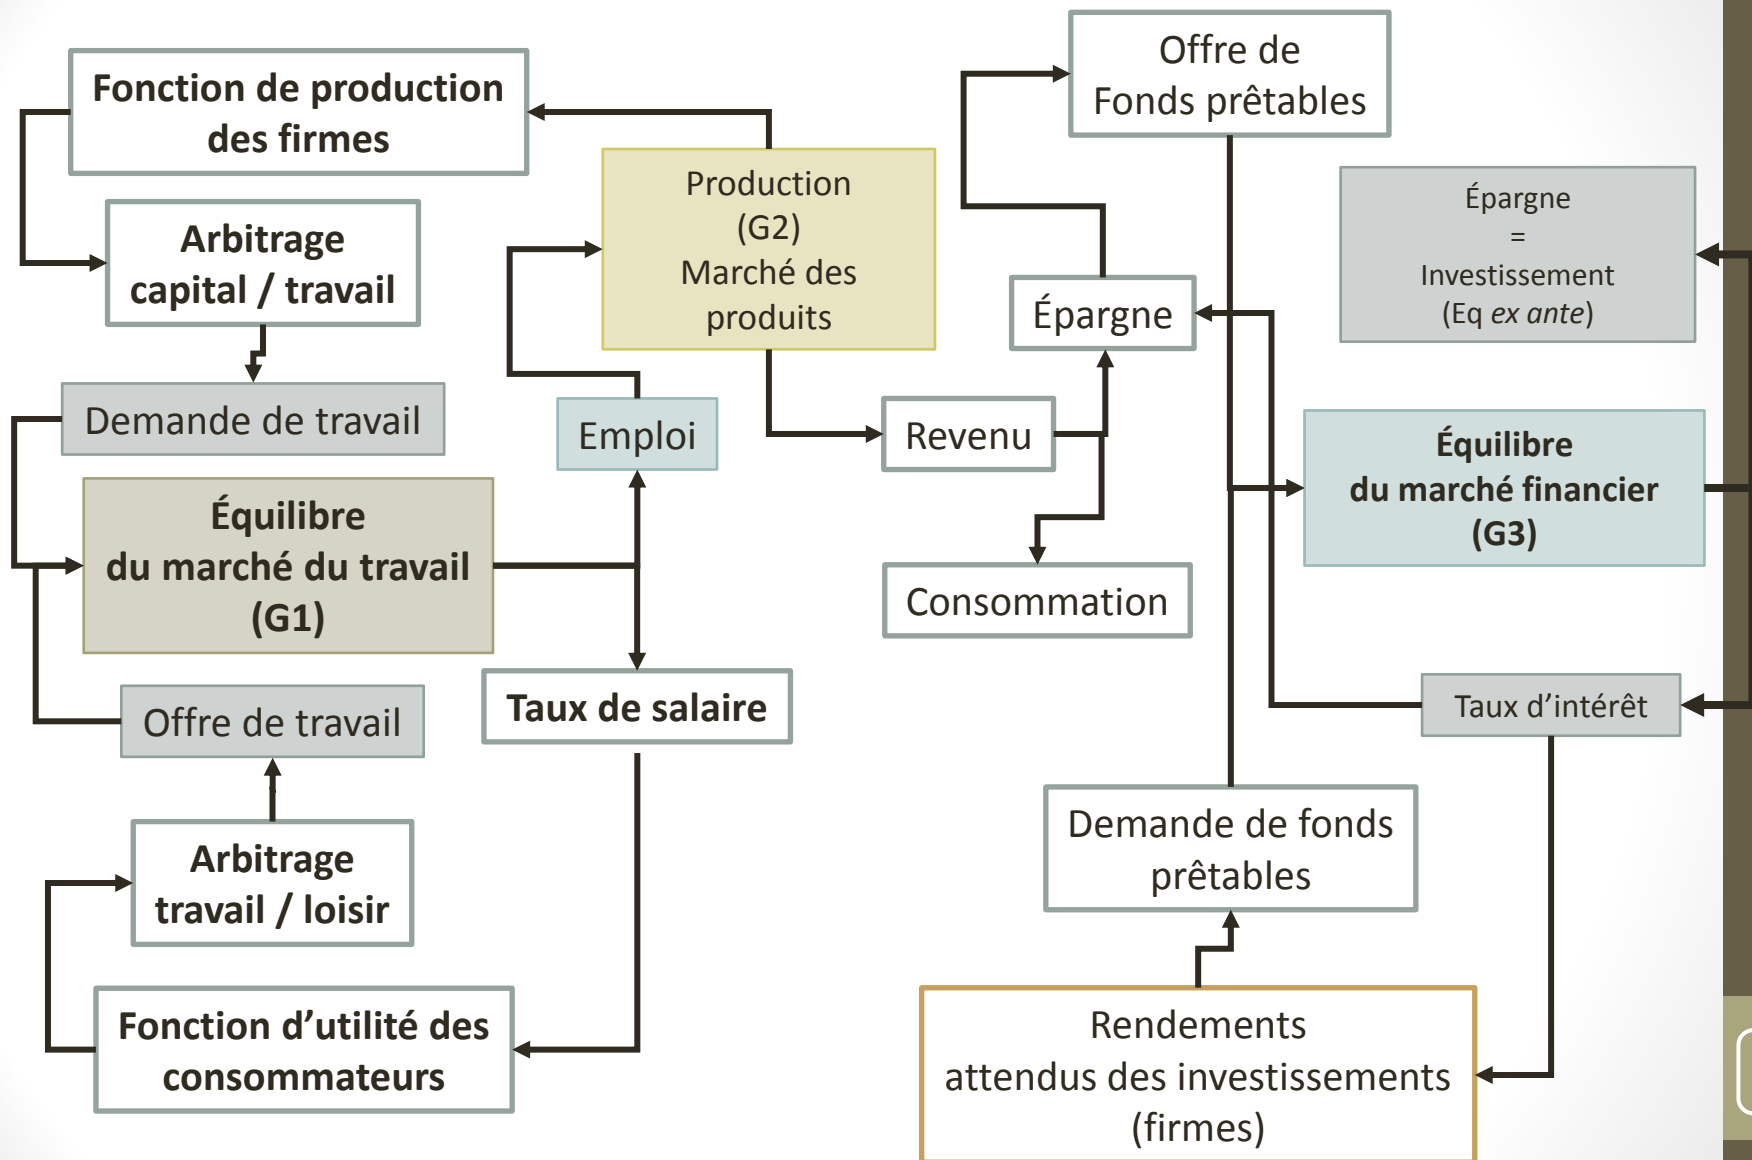 Fonction de production
des firmes
Arbitrage
capital / travail
Demande de travail
Équilibre
du marché du travail
(G1)
Offre de travail
Arbitrage
travail / loisir
Fonction d’utilité des
consommateurs
Production
(G2)
Marché des
produits
Emploi
Taux de salaire
Revenu
Épargne
Consommation
Offre de
Fonds prêtables
Épargne
=
Investissement
(Eq ex ante)
Équilibre
du marché financier
(G3)
Taux d’intérêt
Demande de fonds
prêtables
Rendements
attendus des investissements
(firmes)